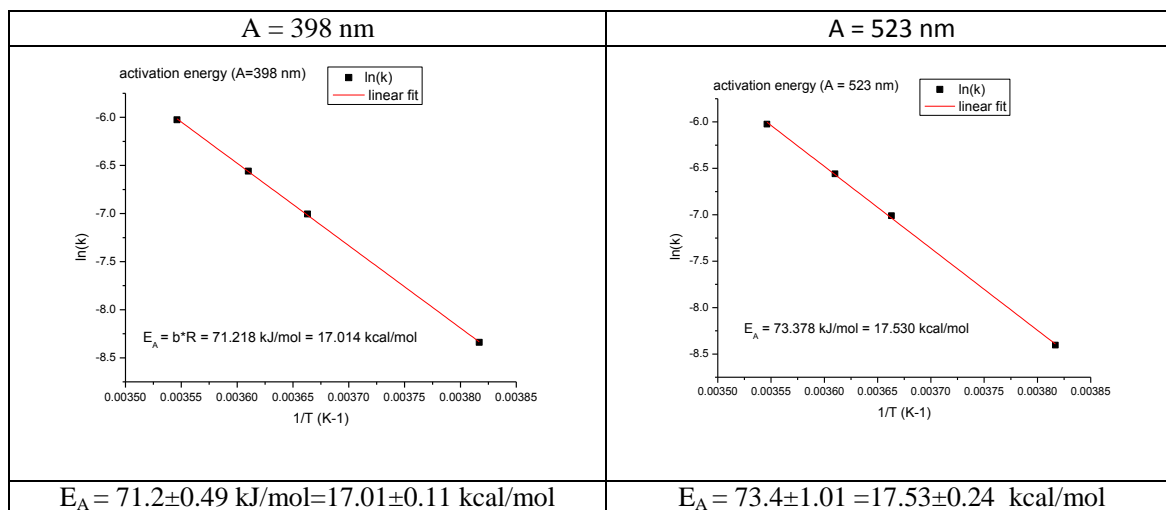 A = 398 nm
activation energy (A=398 nm)
ln(k)
linear fit
-6.0
-6.5
-7.0
-7.5
-8.0
-8.5
ln(k)
E_A = b*R = 71.218 kJ/mol = 17.014 kcal/mol
0.00350 0.00355 0.00360 0.00365 0.00370 0.00375 0.00380 0.00385
1/T (K-1)
E_A = 71.2±0.49 kJ/mol=17.01±0.11 kcal/mol
A = 523 nm
activation energy (A = 523 nm)
ln(k)
linear fit
-6.0
-6.5
-7.0
-7.5
-8.0
-8.5
ln(k)
E_A = 73.378 kJ/mol = 17.530 kcal/mol
0.00350 0.00355 0.00360 0.00365 0.00370 0.00375 0.00380 0.00385
1/T (K-1)
E_A = 73.4±1.01 =17.53±0.24 kcal/mol